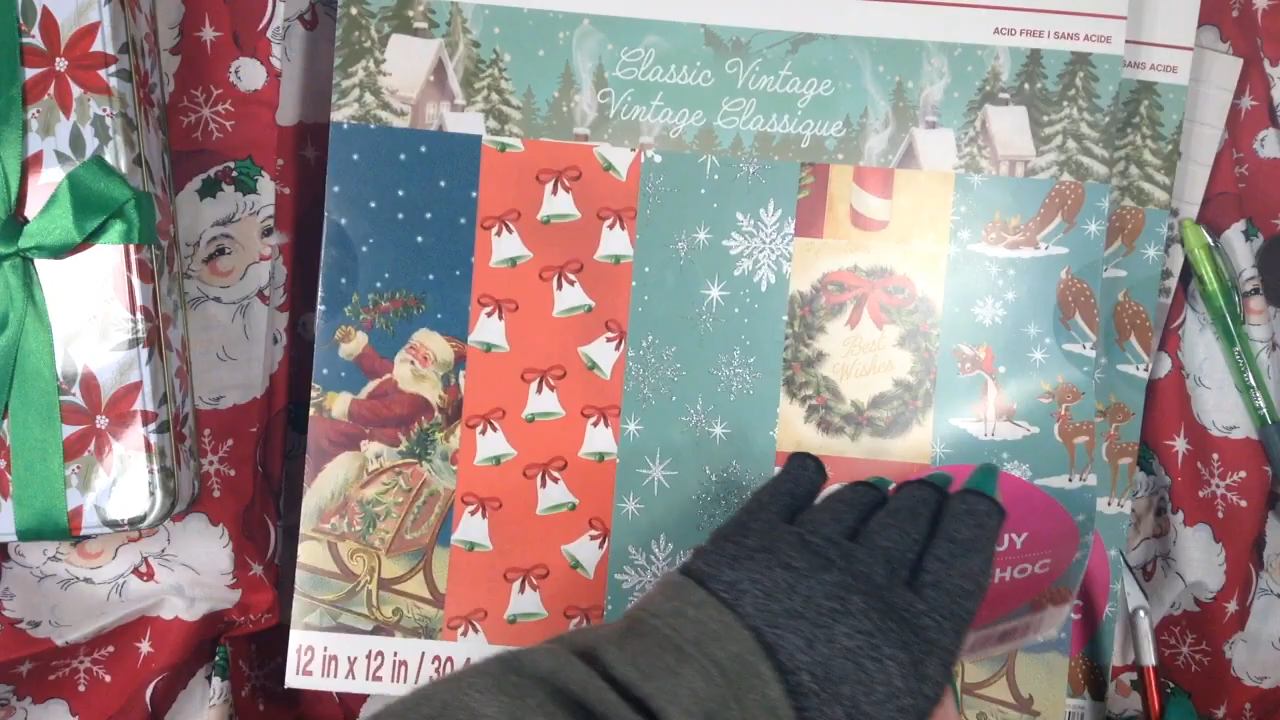 ACID FREE | SANS ACIDE
SANS ACIDE
Classic Vintage
Vintage Classique
Best
Wishes
UY
HOC
12 in x 12 in / 30